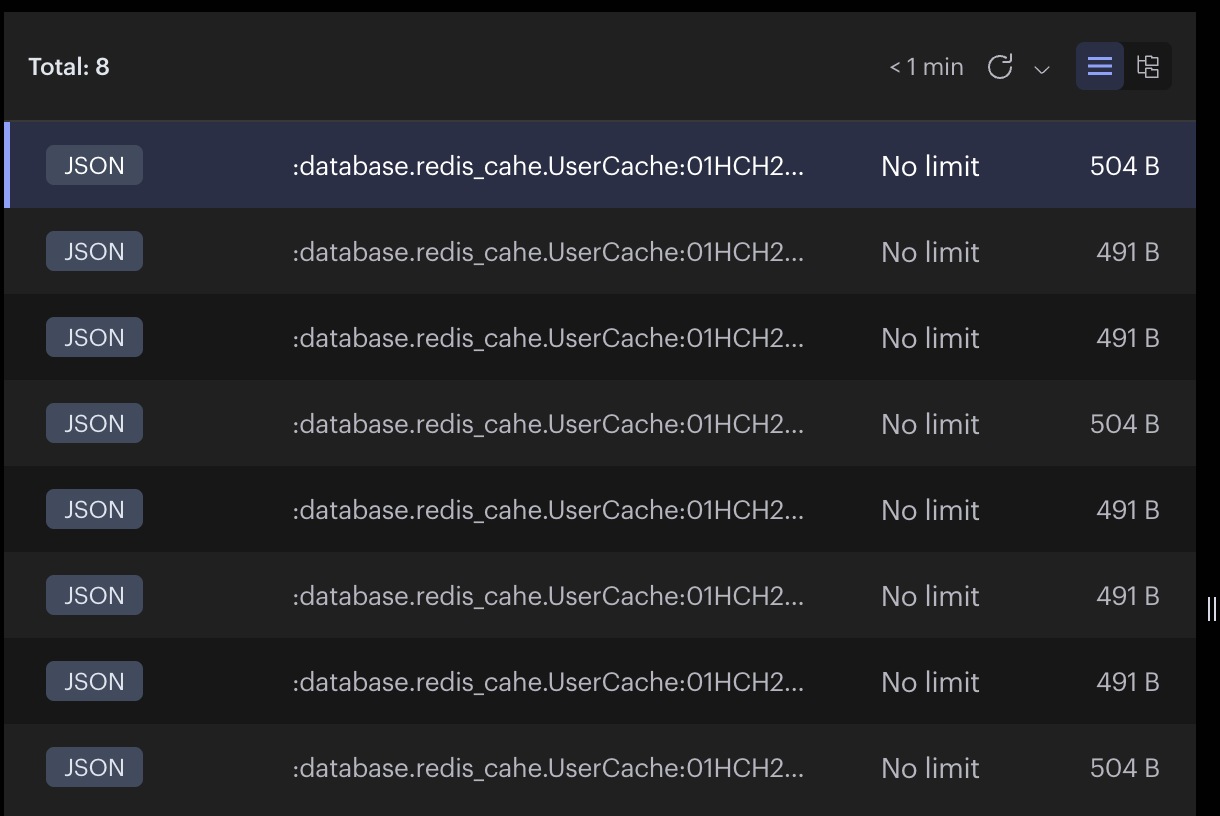 Total: 8 < 1 min
JSON :database.redis_cahe.UserCache:01HCH2... No limit 504 B
JSON :database.redis_cahe.UserCache:01HCH2... No limit 491 B
JSON :database.redis_cahe.UserCache:01HCH2... No limit 491 B
JSON :database.redis_cahe.UserCache:01HCH2... No limit 504 B
JSON :database.redis_cahe.UserCache:01HCH2... No limit 491 B
JSON :database.redis_cahe.UserCache:01HCH2... No limit 491 B
JSON :database.redis_cahe.UserCache:01HCH2... No limit 491 B
JSON :database.redis_cahe.UserCache:01HCH2... No limit 504 B